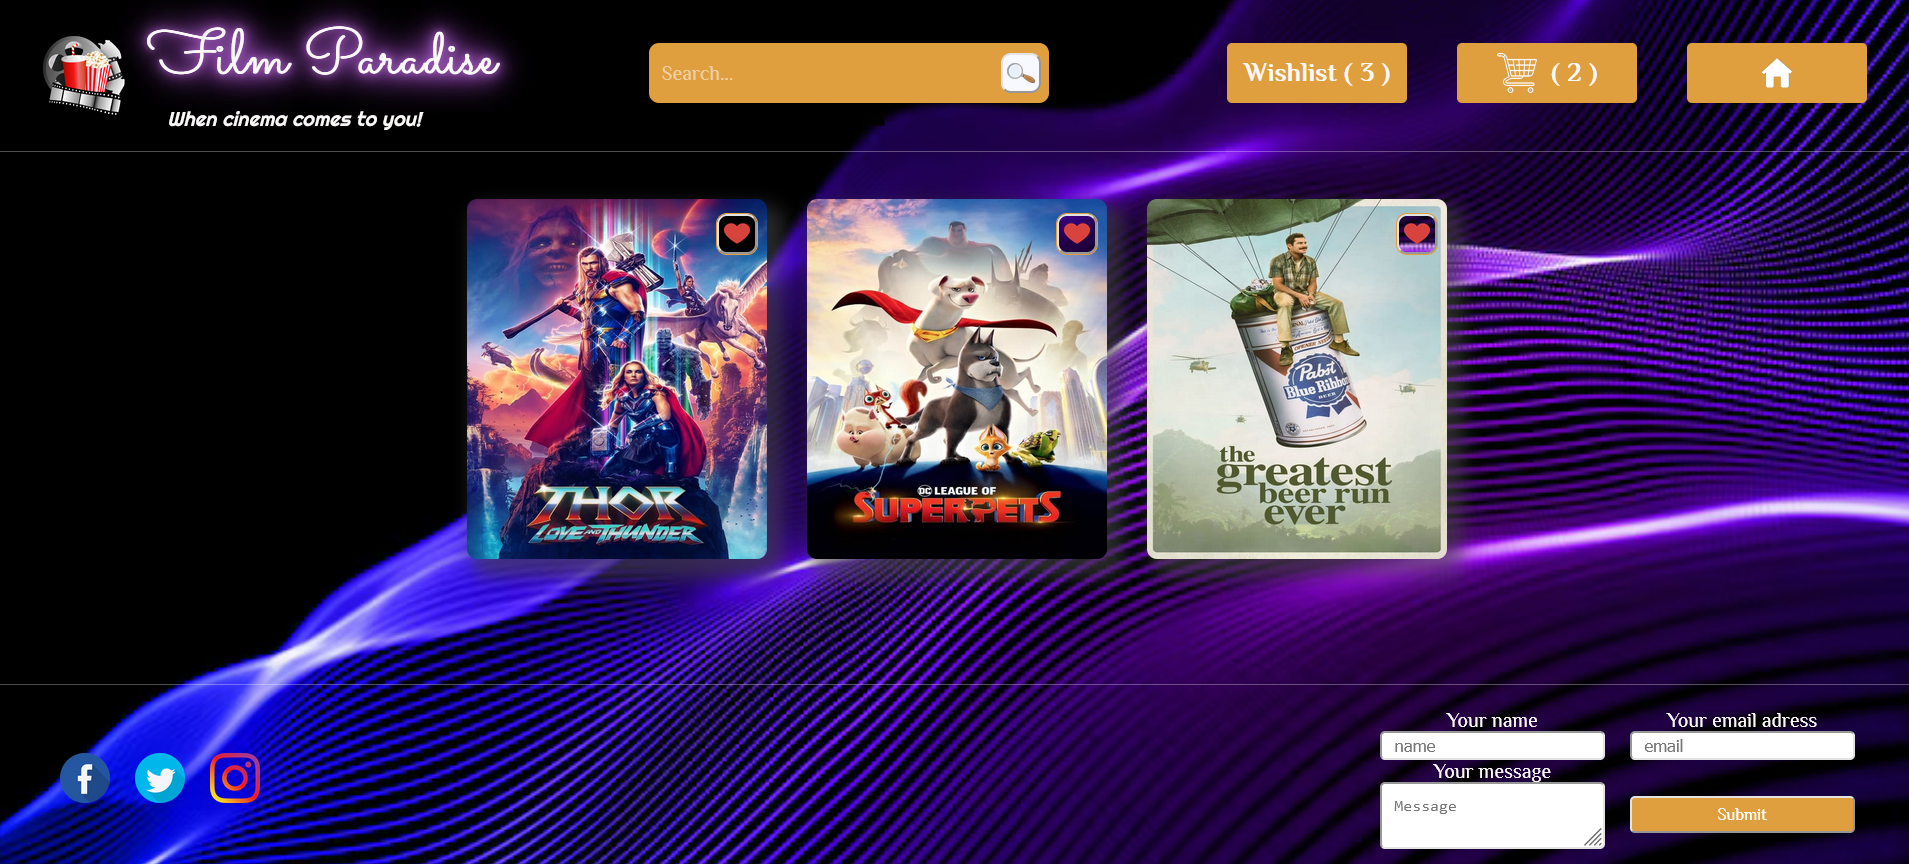 Film Paradise
When cinema comes to you!
Search...
Wishlist ( 3 )
( 2 )
THOR
LOVE AND THUNDER
DC LEAGUE OF
SUPER-PETS
Pabst
Blue Ribbon
BEER
the
greatest
beer run
ever
Your name
name
Your email adress
email
Your message
Message
Submit